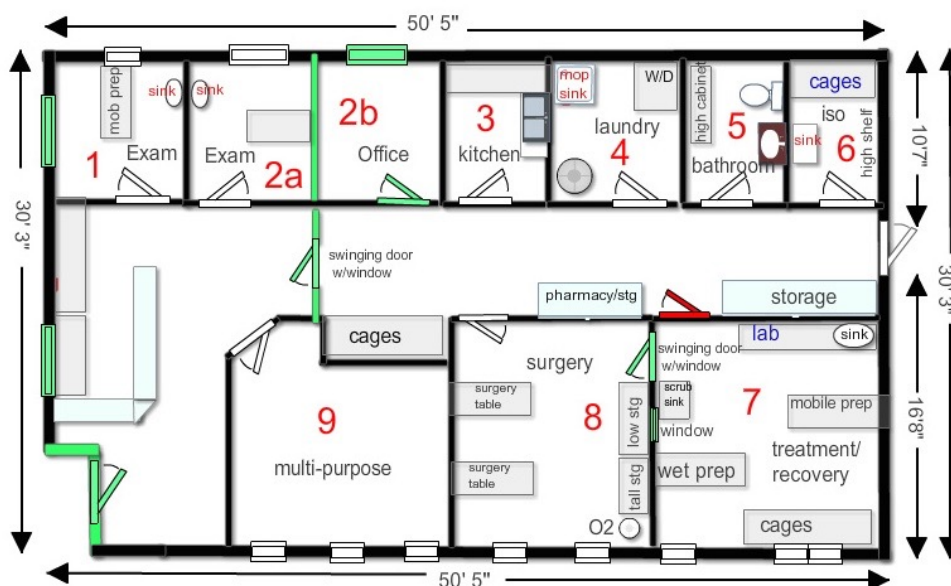 50' 5"
mob prep
sink
sink
1
Exam
Exam
2a
2b
Office
3
kitchen
mop
sink
W/D
laundry
4
high cabinet
5
bathroom
sink
cages
iso
6
high shelf
10'7"
30' 3"
30' 3"
16'8"
swinging door
w/window
pharmacy/stg
storage
cages
9
multi-purpose
surgery
surgery
table
surgery
table
8
low stg
tall stg
O2
swinging door
w/window
scrub
sink
window
lab
sink
7
mobile prep
treatment/
recovery
wet prep
cages
50' 5"